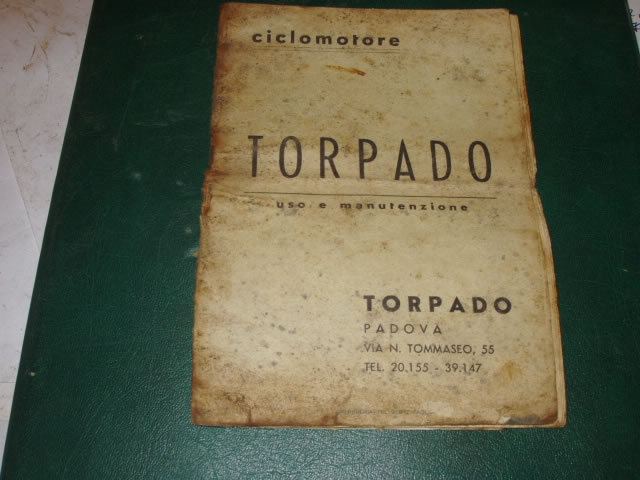 ciclomotore
TORPADO
uso e manutenzione
TORPADO
PADOVA
VIA N. TOMMASEO, 55
TEL. 20.155 - 39.147